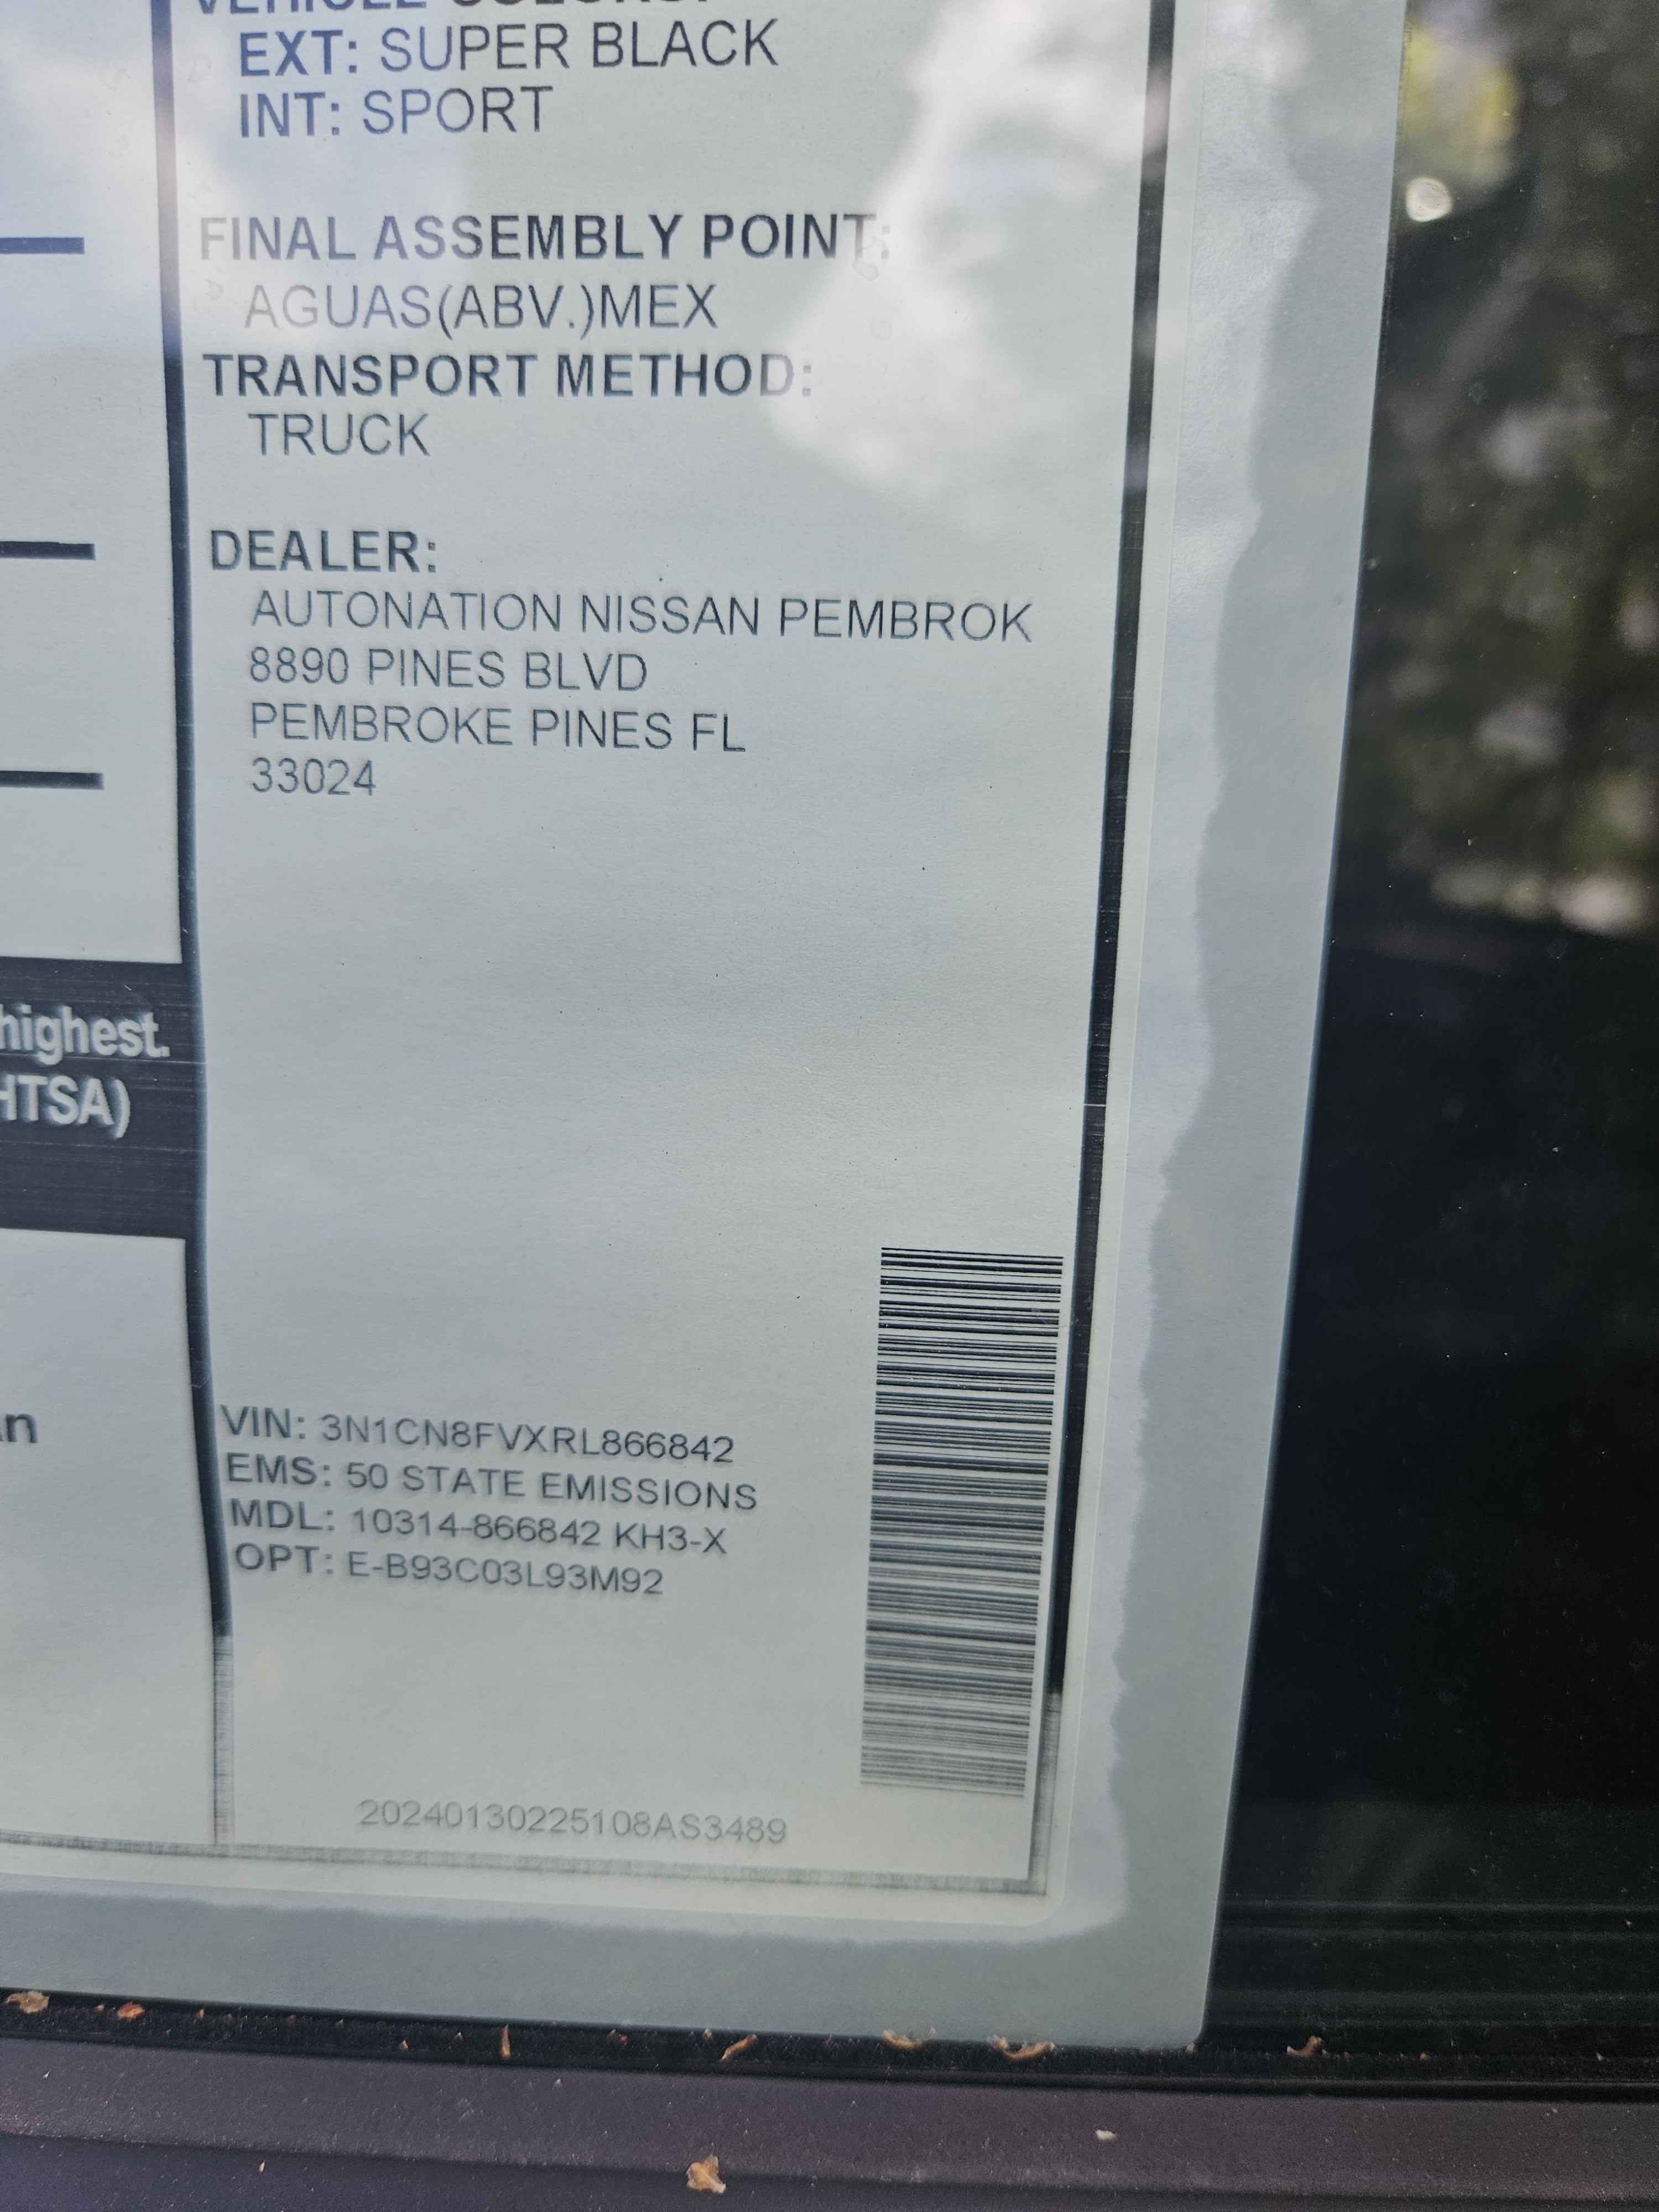 VEHICLE COLORS:
EXT: SUPER BLACK
INT: SPORT
FINAL ASSEMBLY POINT:
AGUAS(ABV.)MEX
TRANSPORT METHOD:
TRUCK
DEALER:
AUTONATION NISSAN PEMBROK
8890 PINES BLVD
PEMBROKE PINES FL
33024
highest.
HTSA)
VIN: 3N1CN8FVXRL866842
EMS: 50 STATE EMISSIONS
MDL: 10314-866842 KH3-X
OPT: E-B93C03L93M92
20240130225108AS3489